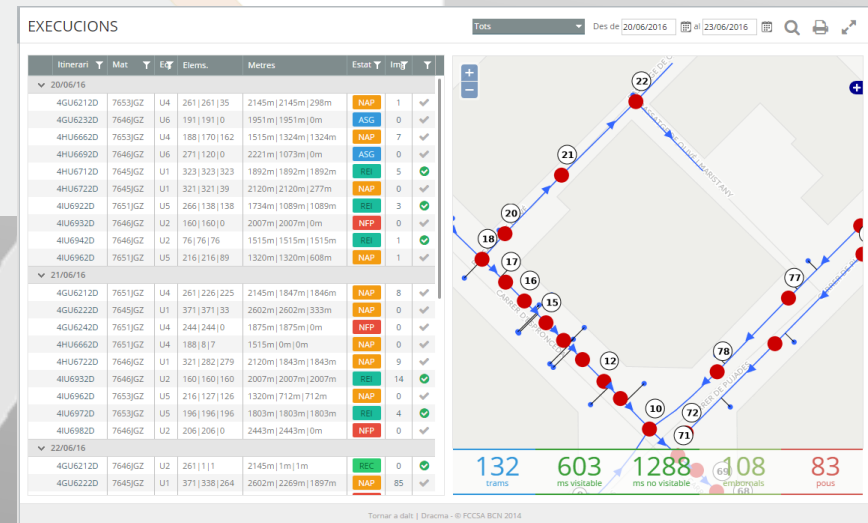 EXECUCIONS
Tots Des de 20/06/2016 al 23/06/2016
Itinerari Mat Eq Elems. Metres Estat Img
20/06/16
4GU6212D 7653JGZ U4 261|261|35 2145m|2145m|298m NAP 1
4GU6232D 7646JGZ U6 191|191|0 1951m|1951m|0m ASG 0
4HU6662D 7653JGZ U4 188|170|162 1515m|1324m|1324m NAP 7
4HU6692D 7646JGZ U6 271|120|0 2221m|1073m|0m ASG 0
4HU6712D 7645JGZ U1 323|323|323 1892m|1892m|1892m REI 5
4HU6722D 7645JGZ U1 321|321|39 2120m|2120m|277m NAP 0
4IU6922D 7651JGZ U5 266|138|138 1734m|1089m|1089m REI 3
4IU6932D 7646JGZ U2 160|160|0 2007m|2007m|0m NFP 0
4IU6942D 7646JGZ U2 76|76|76 1515m|1515m|1515m REI 1
4IU6962D 7651JGZ U5 216|216|89 1320m|1320m|608m NAP 1
21/06/16
4GU6212D 7651JGZ U4 261|226|225 2145m|1847m|1846m NAP 8
4GU6222D 7645JGZ U1 371|371|33 2602m|2602m|333m NAP 0
4GU6242D 7651JGZ U4 244|244|0 1875m|1875m|0m NFP 0
4HU6662D 7651JGZ U4 188|8|7 1515m|0m|0m NAP 0
4HU6722D 7645JGZ U1 321|282|279 2120m|1843m|1843m NAP 9
4IU6932D 7646JGZ U2 160|160|160 2007m|2007m|2007m REI 14
4IU6962D 7653JGZ U5 216|127|126 1320m|712m|712m NAP 0
4IU6972D 7653JGZ U5 196|196|196 1803m|1803m|1803m REI 4
4IU6982D 7646JGZ U2 206|206|0 2443m|2443m|0m NFP 0
22/06/16
4GU6212D 7646JGZ U2 261|1|1 2145m|1m|1m REC 0
4GU6222D 7645JGZ U1 371|338|264 2602m|2269m|1897m NAP 85
22
21
20
18
17
16
15
12
10
77
78
72
71
69
68
132 603 1288 108 83
trams ms visitable ms no visitable embornals pous
Tornar a dalt | Dracma - © FCCSA BCN 2014